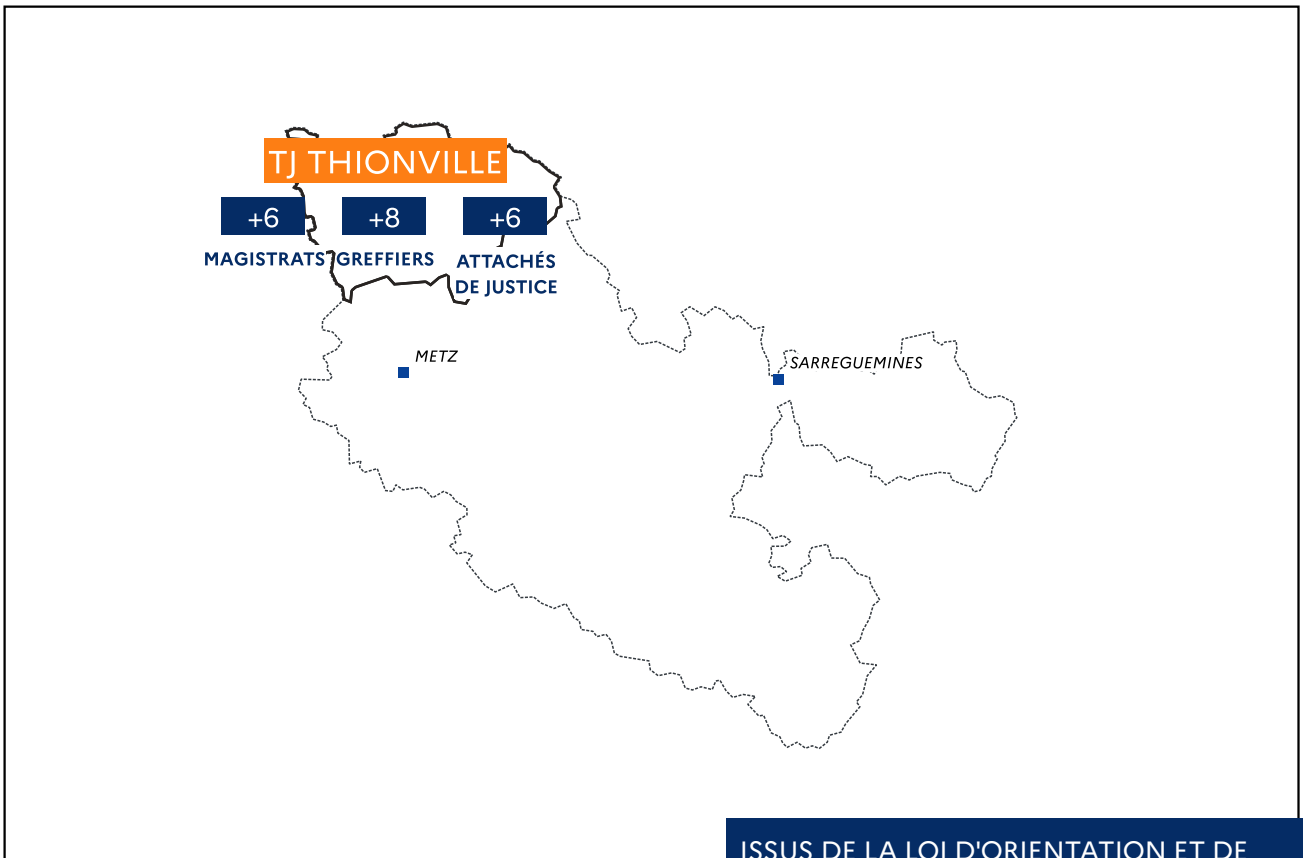 TJ THIONVILLE
+6
+8
+6
MAGISTRATS
GREFFIERS
ATTACHÉS
DE JUSTICE
METZ
SARREGUEMINES
ISSUS DE LA LOI D'ORIENTATION ET DE